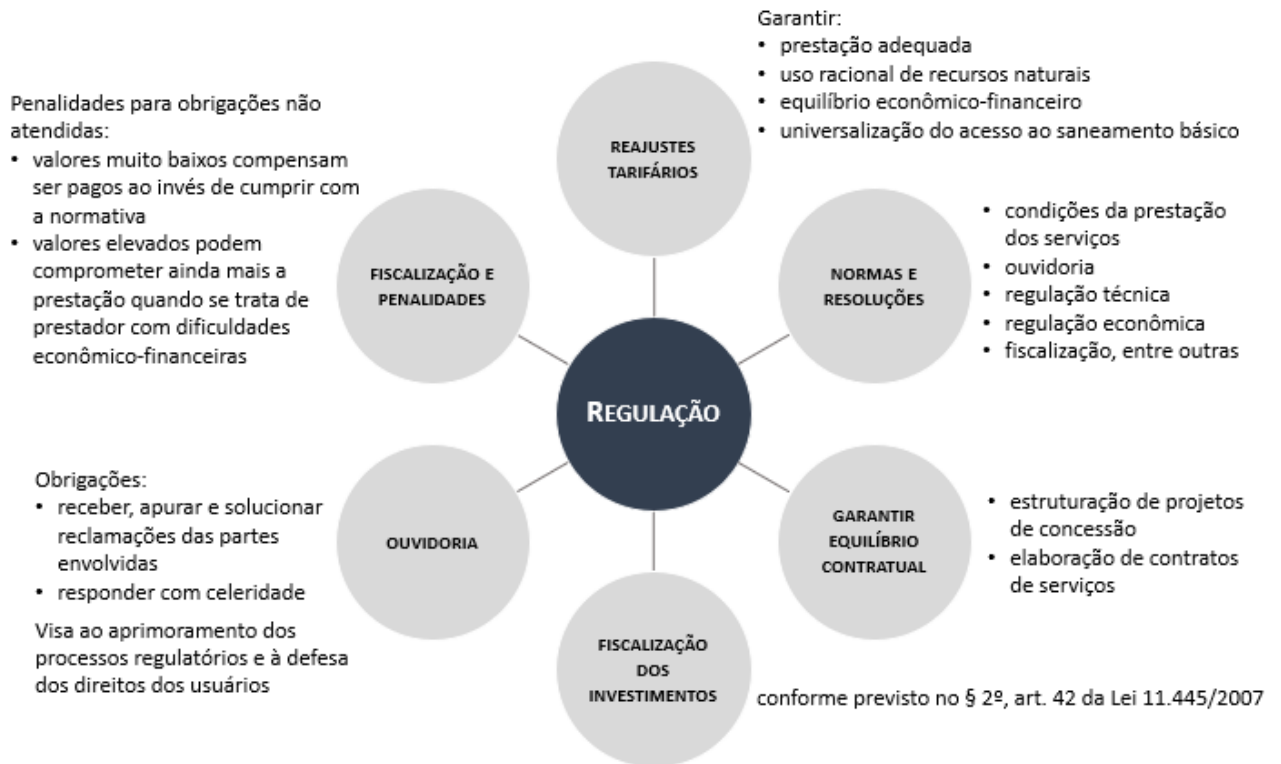 Garantir:
• prestação adequada
• uso racional de recursos naturais
• equilíbrio econômico-financeiro
• universalização do acesso ao saneamento básico
REAJUSTES
TARIFÁRIOS
Penalidades para obrigações não
atendidas:
• valores muito baixos compensam
ser pagos ao invés de cumprir com
a normativa
• valores elevados podem
comprometer ainda mais a
prestação quando se trata de
prestador com dificuldades
econômico-financeiras
FISCALIZAÇÃO E
PENALIDADES
NORMAS E
RESOLUÇÕES
• condições da prestação
dos serviços
• ouvidoria
• regulação técnica
• regulação econômica
• fiscalização, entre outras
REGULAÇÃO
Obrigações:
• receber, apurar e solucionar
reclamações das partes
envolvidas
• responder com celeridade
Visa ao aprimoramento dos
processos regulatórios e à defesa
dos direitos dos usuários
OUVIDORIA
GARANTIR
EQUILÍBRIO
CONTRATUAL
• estruturação de projetos
de concessão
• elaboração de contratos
de serviços
FISCALIZAÇÃO
DOS
INVESTIMENTOS
conforme previsto no § 2º, art. 42 da Lei 11.445/2007